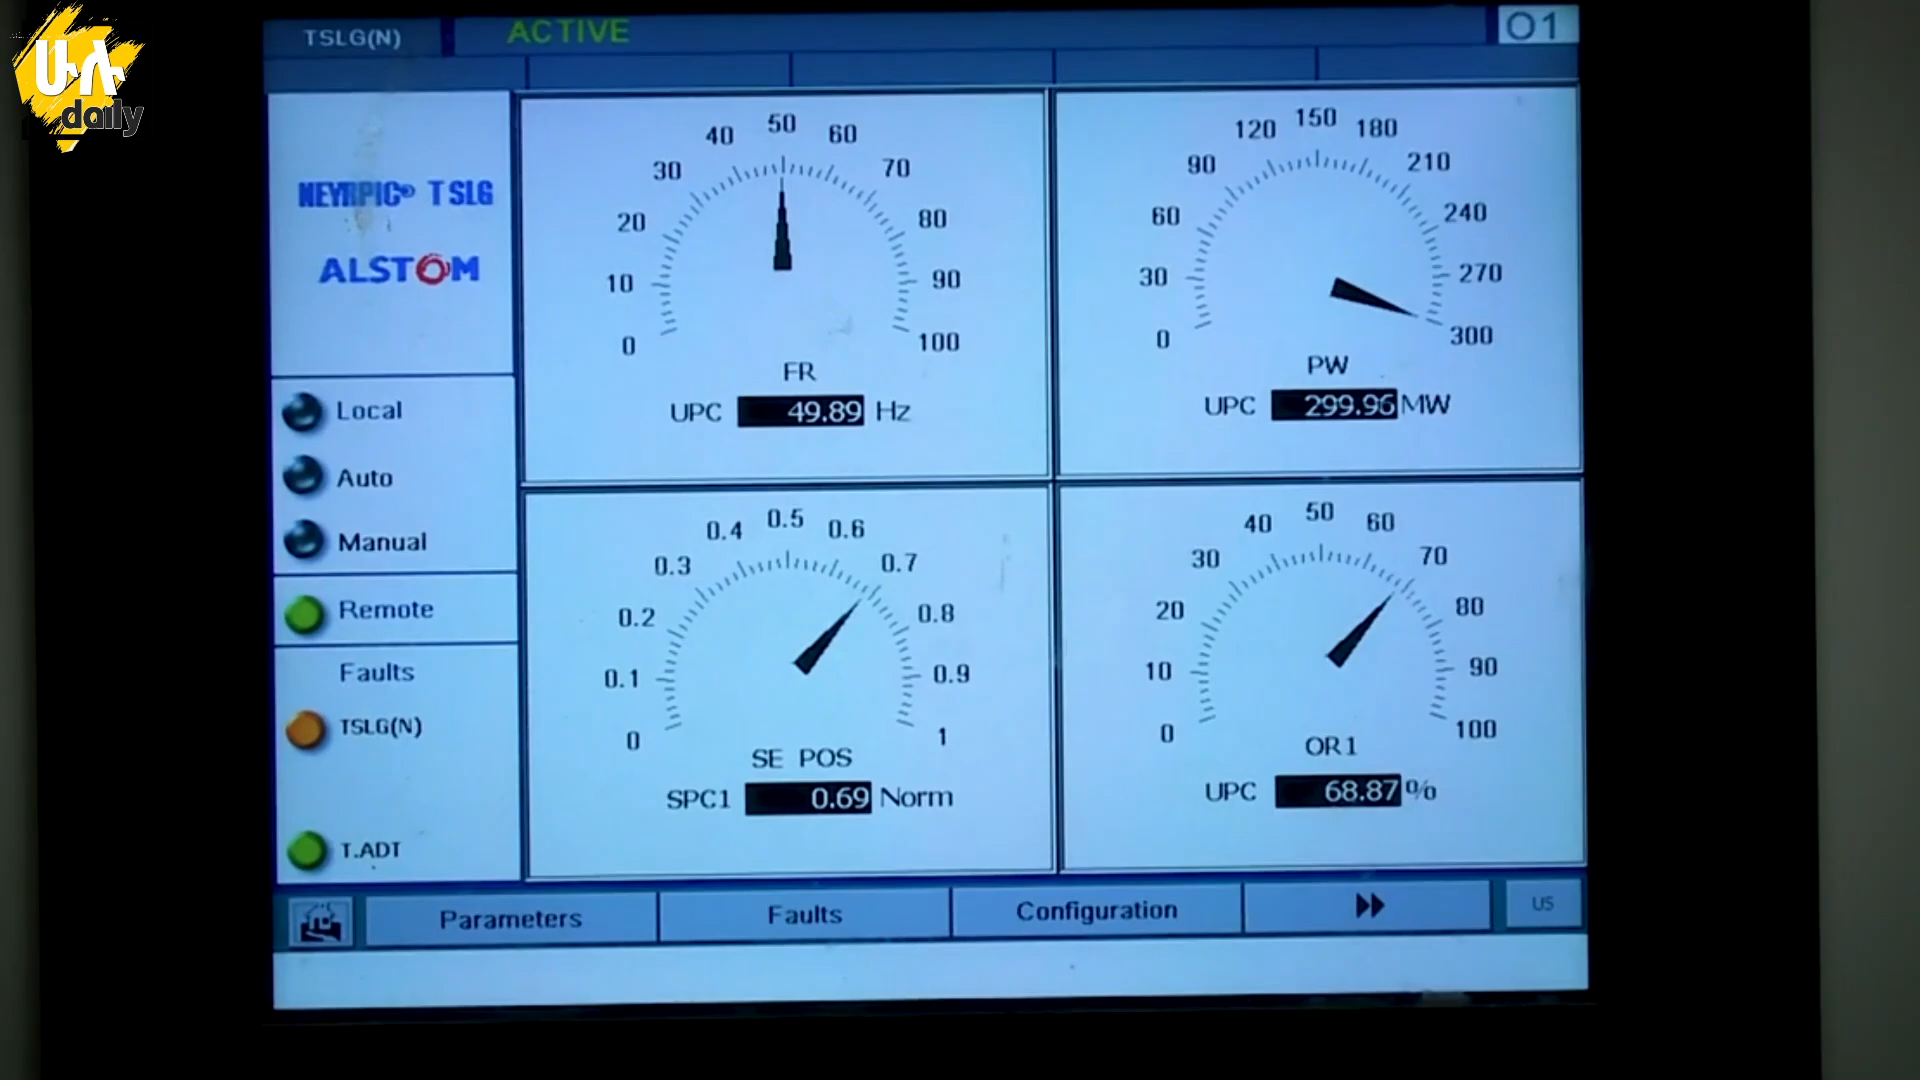 ሁሉ
daily
TSLG(N)
ACTIVE
01
NEYRPIC® TSLG
ALSTOM
Local
Auto
Manual
Remote
Faults
TSLG(N)
T.ADT
0 10 20 30 40 50 60 70 80 90 100
FR
UPC 49.89 Hz
0 30 60 90 120 150 180 210 240 270 300
PW
UPC 299.96 MW
0 0.1 0.2 0.3 0.4 0.5 0.6 0.7 0.8 0.9 1
SE POS
SPC1 0.69 Norm
0 10 20 30 40 50 60 70 80 90 100
OR1
UPC 68.87 %
Parameters
Faults
Configuration
US